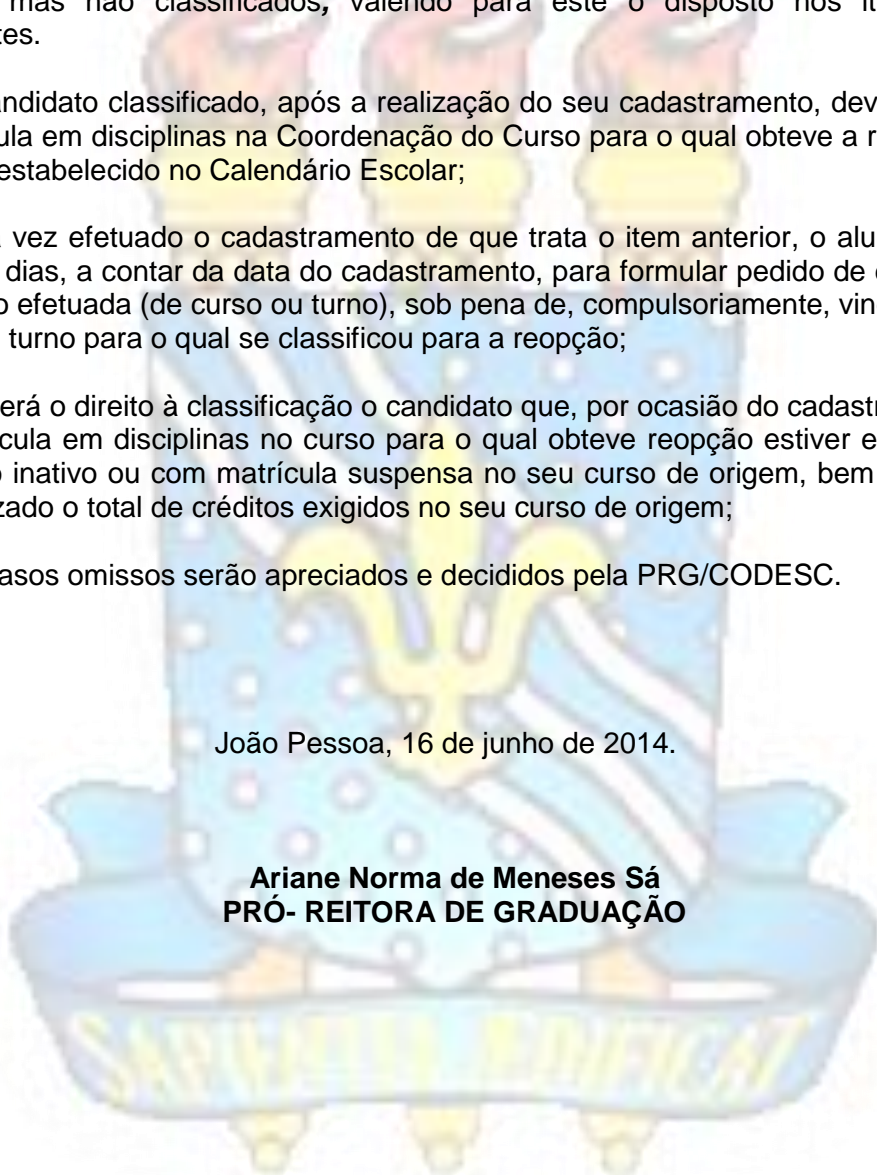 mas não classificados, valendo para este o disposto nos it
tes.
andidato classificado, após a realização do seu cadastramento, dev
ula em disciplinas na Coordenação do Curso para o qual obteve a r
estabelecido no Calendário Escolar;
vez efetuado o cadastramento de que trata o item anterior, o alu
dias, a contar da data do cadastramento, para formular pedido de
o efetuada (de curso ou turno), sob pena de, compulsoriamente, vin
turno para o qual se classificou para a reopção;
erá o direito à classificação o candidato que, por ocasião do cadast
cula em disciplinas no curso para o qual obteve reopção estiver e
o inativo ou com matrícula suspensa no seu curso de origem, bem
zado o total de créditos exigidos no seu curso de origem;
asos omissos serão apreciados e decididos pela PRG/CODESC.
João Pessoa, 16 de junho de 2014.
Ariane Norma de Meneses Sá
PRÓ- REITORA DE GRADUAÇÃO